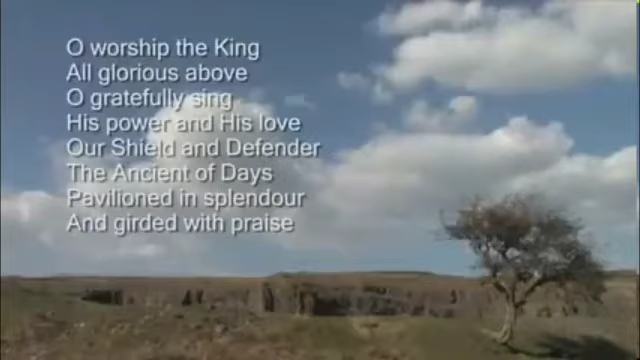 O worship the King
All glorious above
O gratefully sing
His power and His love
Our Shield and Defender
The Ancient of Days
Pavilioned in splendour
And girded with praise